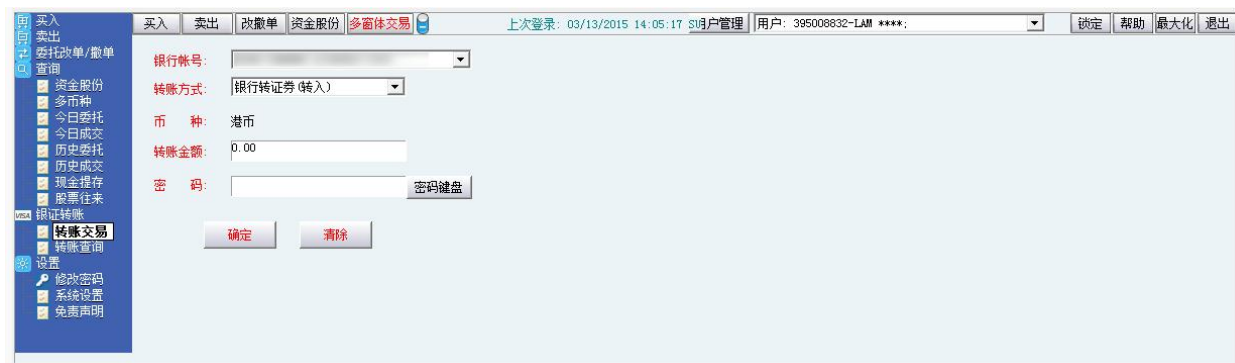 买入 卖出 改撤单 资金股份 多窗体交易 上次登录: 03/13/2015 14:05:17 用户管理 用户: 395008832-LAM ****; 锁定 帮助 最大化 退出
买入
卖出
委托改单/撤单
查询
资金股份
多币种
今日委托
今日成交
历史委托
历史成交
现金提存
股票往来
VISA 银证转账
转账交易
转账查询
设置
修改密码
系统设置
免责声明
银行帐号:
转账方式: 银行转证券(转入)
币 种: 港币
转账金额: 0.00
密 码: 密码键盘
确定 清除